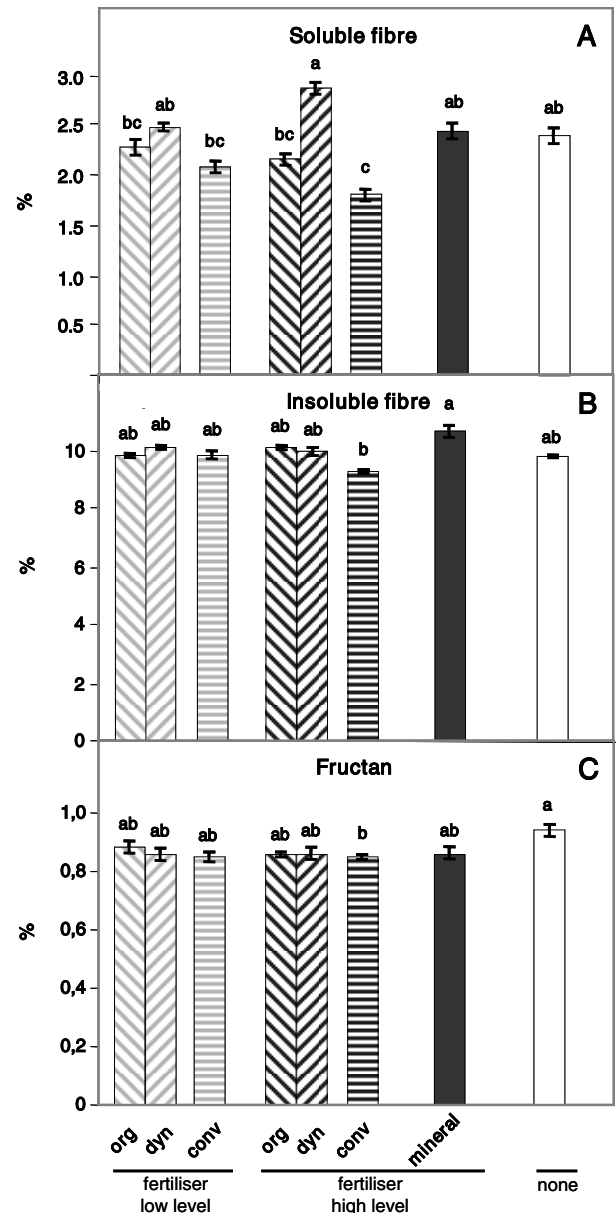 Soluble fibre A
3.0
2.5
2.0
1.5
1.0
0.5
%
bc ab bc bc a c ab ab
Insoluble fibre B
10
8
6
4
2
0
%
ab ab ab ab ab b a ab
Fructan C
1,0
0,8
0,6
0,4
0,2
0
%
ab ab ab ab ab b ab a
org dyn conv org dyn conv mineral
fertiliser fertiliser none
low level high level